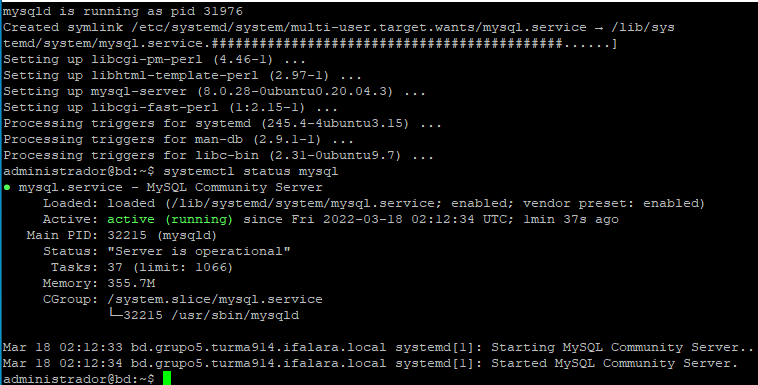 mysqld is running as pid 31976
Created symlink /etc/systemd/system/multi-user.target.wants/mysql.service → /lib/sys
temd/system/mysql.service.############################################......]
Setting up libcgi-pm-perl (4.46-1) ...
Setting up libhtml-template-perl (2.97-1) ...
Setting up mysql-server (8.0.28-0ubuntu0.20.04.3) ...
Setting up libcgi-fast-perl (1:2.15-1) ...
Processing triggers for systemd (245.4-4ubuntu3.15) ...
Processing triggers for man-db (2.9.1-1) ...
Processing triggers for libc-bin (2.31-0ubuntu9.7) ...
administrador@bd:~$ systemctl status mysql
● mysql.service - MySQL Community Server
Loaded: loaded (/lib/systemd/system/mysql.service; enabled; vendor preset: enabled)
Active: active (running) since Fri 2022-03-18 02:12:34 UTC; 1min 37s ago
Main PID: 32215 (mysqld)
Status: "Server is operational"
Tasks: 37 (limit: 1066)
Memory: 355.7M
CGroup: /system.slice/mysql.service
└─32215 /usr/sbin/mysqld
Mar 18 02:12:33 bd.grupo5.turma914.ifalara.local systemd[1]: Starting MySQL Community Server..
Mar 18 02:12:34 bd.grupo5.turma914.ifalara.local systemd[1]: Started MySQL Community Server.
administrador@bd:~$